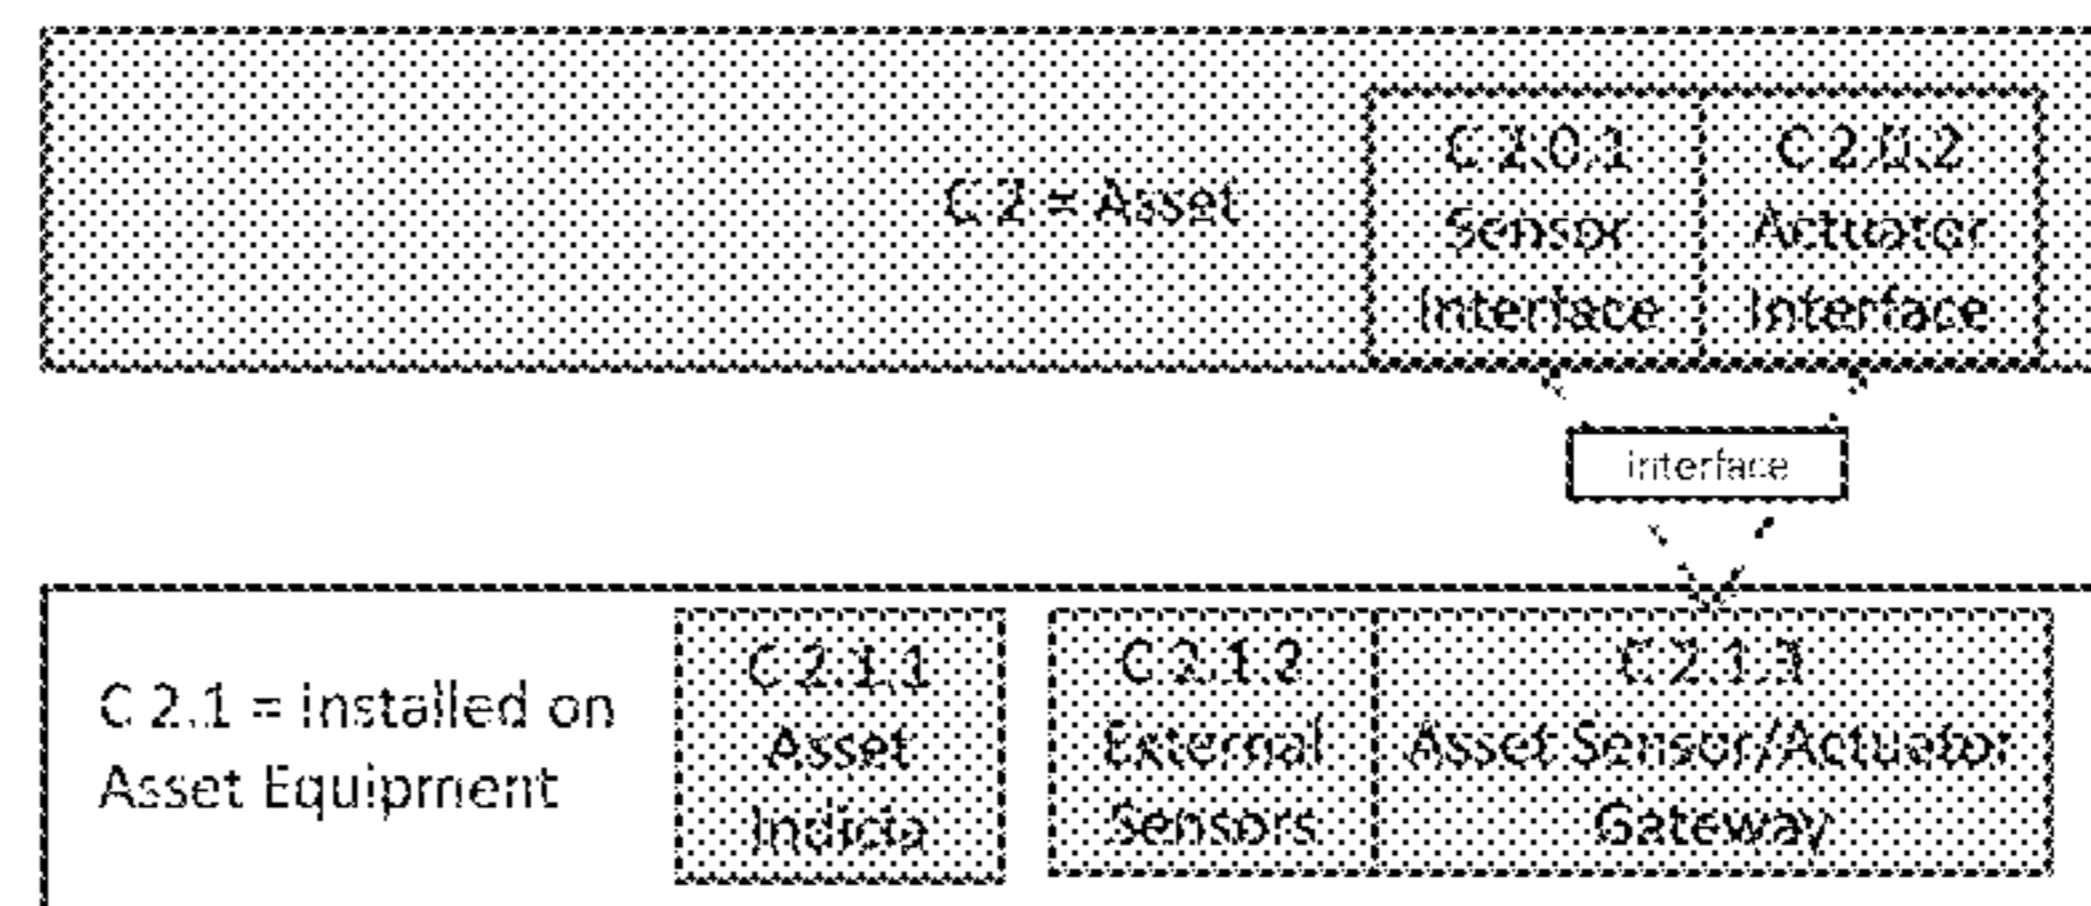 C 2 = Asset
C 2.0.1
Sensor
Interface
C 2.0.2
Actuator
Interface
interface
C 2.1 = Installed on
Asset Equipment
C 2.1.1
Asset
Indicia
C 2.1.2
External
Sensors
C 2.1.3
Asset Sensor/Actuator
Gateway